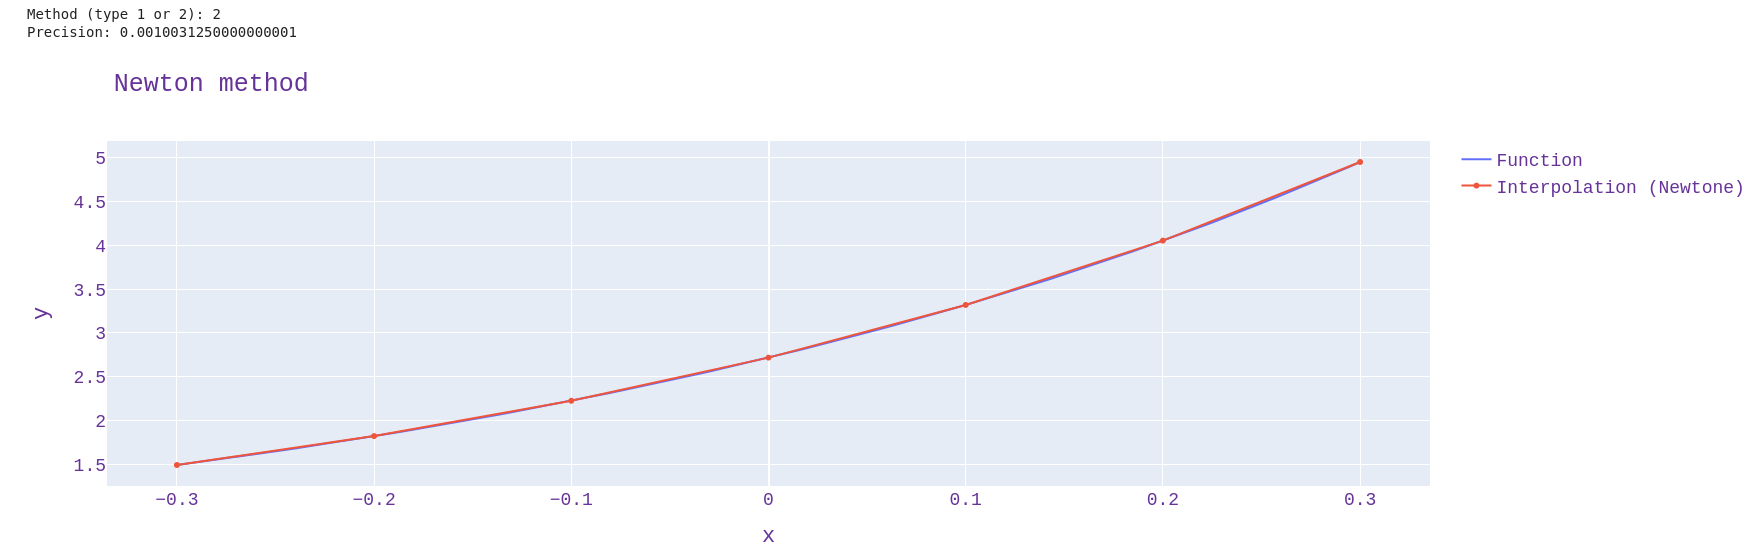 Method (type 1 or 2): 2
Precision: 0.0010031250000000001
Newton method
Function
Interpolation (Newtone)
5
4.5
4
3.5
3
2.5
2
1.5
y
−0.3 −0.2 −0.1 0 0.1 0.2 0.3
x